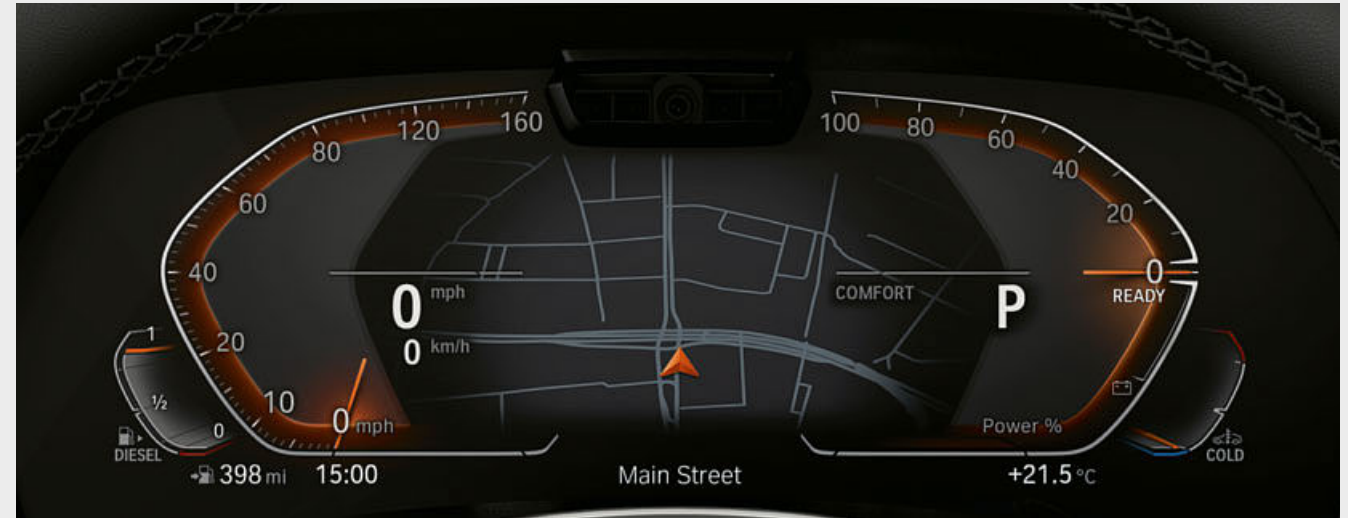 160
120
80
60
40
20
10
0 mph
100
80
60
40
20
0
READY
0 mph
0 km/h
COMFORT
P
1
1/2
0
DIESEL
Power %
COLD
398 mi
15:00
Main Street
+21.5 °C